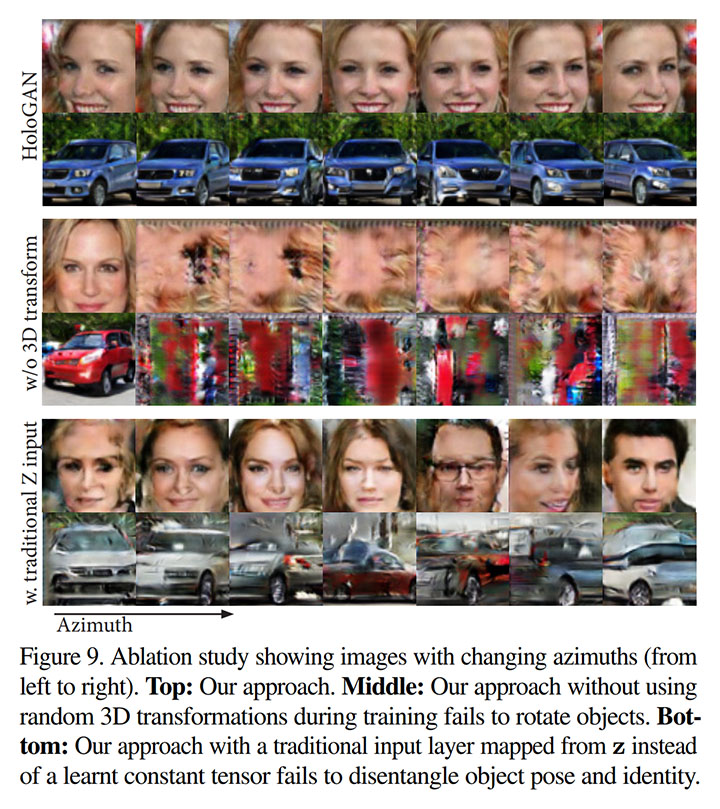 HoloGAN
w/o 3D transform
w. traditional Z input
Azimuth
Figure 9. Ablation study showing images with changing azimuths (from
left to right). Top: Our approach. Middle: Our approach without using
random 3D transformations during training fails to rotate objects. Bot-
tom: Our approach with a traditional input layer mapped from z instead
of a learnt constant tensor fails to disentangle object pose and identity.